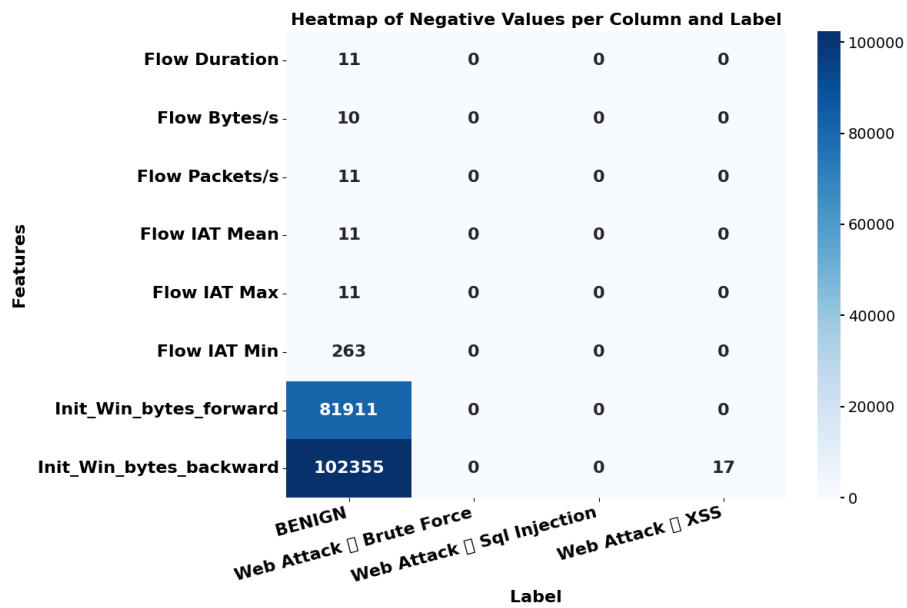 Heatmap of Negative Values per Column and Label
Features
Flow Duration 11 0 0 0
Flow Bytes/s 10 0 0 0
Flow Packets/s 11 0 0 0
Flow IAT Mean 11 0 0 0
Flow IAT Max 11 0 0 0
Flow IAT Min 263 0 0 0
Init_Win_bytes_forward 81911 0 0 0
Init_Win_bytes_backward 102355 0 0 17
BENIGN
Web Attack ▯ Brute Force
Web Attack ▯ Sql Injection
Web Attack ▯ XSS
Label
100000
80000
60000
40000
20000
0